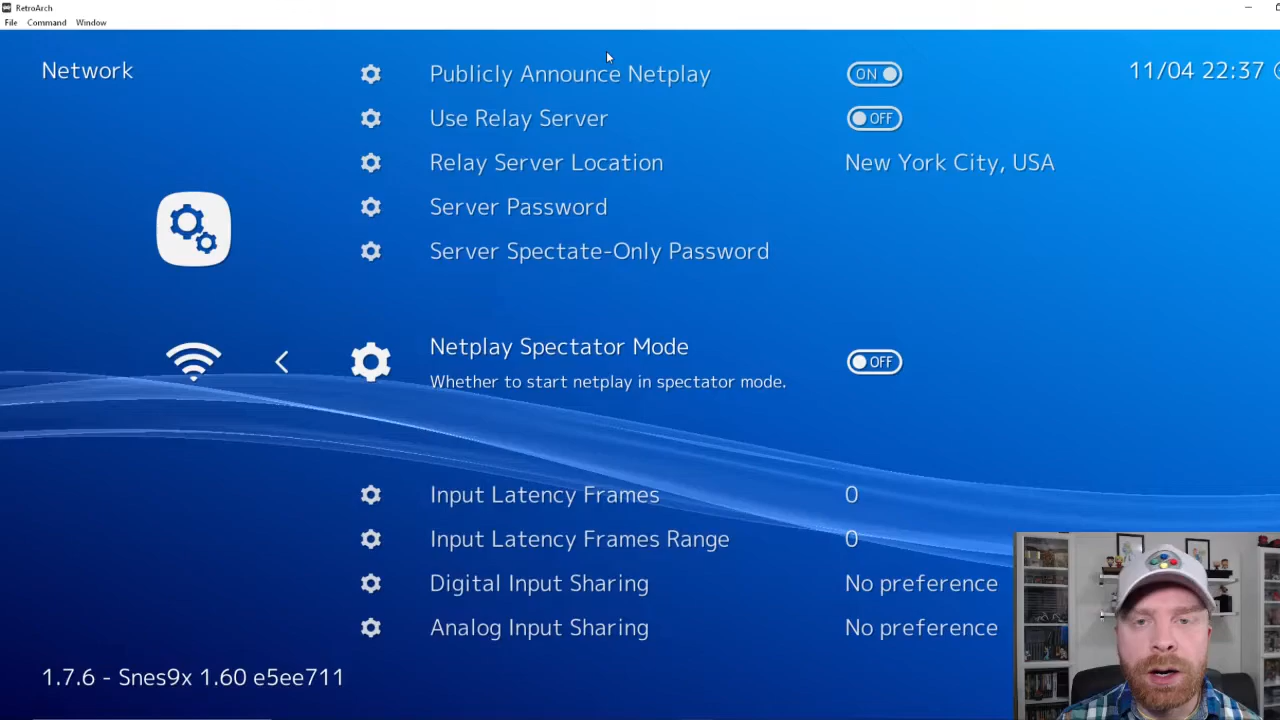 RetroArch
File Command Window
Network
11/04 22:37
Publicly Announce Netplay ON
Use Relay Server OFF
Relay Server Location New York City, USA
Server Password
Server Spectate-Only Password
Netplay Spectator Mode OFF
Whether to start netplay in spectator mode.
Input Latency Frames 0
Input Latency Frames Range 0
Digital Input Sharing No preference
Analog Input Sharing No preference
1.7.6 - Snes9x 1.60 e5ee711